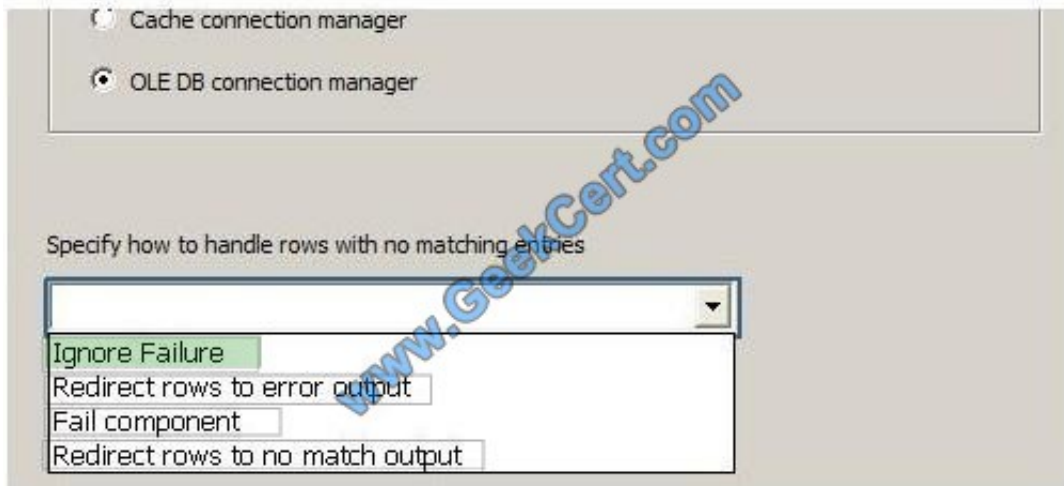 Cache connection manager
OLE DB connection manager
www.GeekCert.com
Specify how to handle rows with no matching entries
Ignore Failure
Redirect rows to error output
Fail component
Redirect rows to no match output